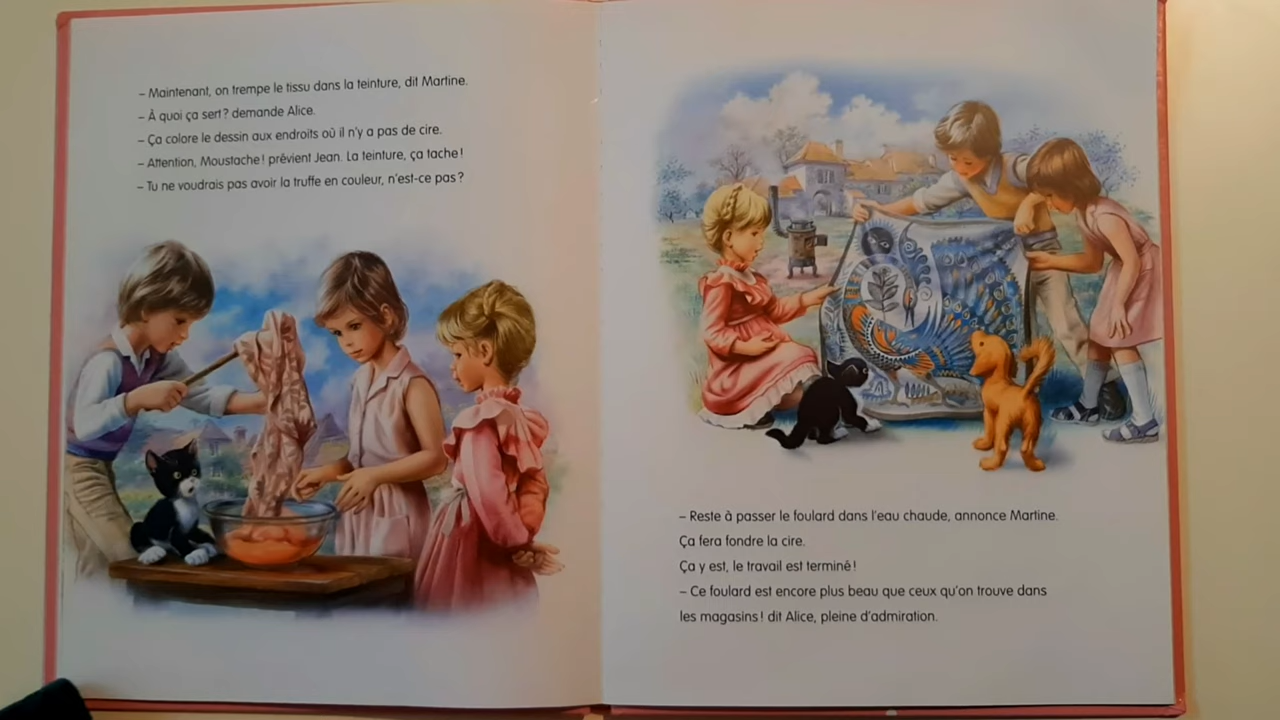 – Maintenant, on trempe le tissu dans la teinture, dit Martine.
– À quoi ça sert ? demande Alice.
– Ça colore le dessin aux endroits où il n'y a pas de cire.
– Attention, Moustache ! prévient Jean. La teinture, ça tache !
– Tu ne voudrais pas avoir la truffe en couleur, n'est-ce pas ?
– Reste à passer le foulard dans l'eau chaude, annonce Martine.
Ça fera fondre la cire.
Ça y est, le travail est terminé !
– Ce foulard est encore plus beau que ceux qu'on trouve dans
les magasins ! dit Alice, pleine d'admiration.